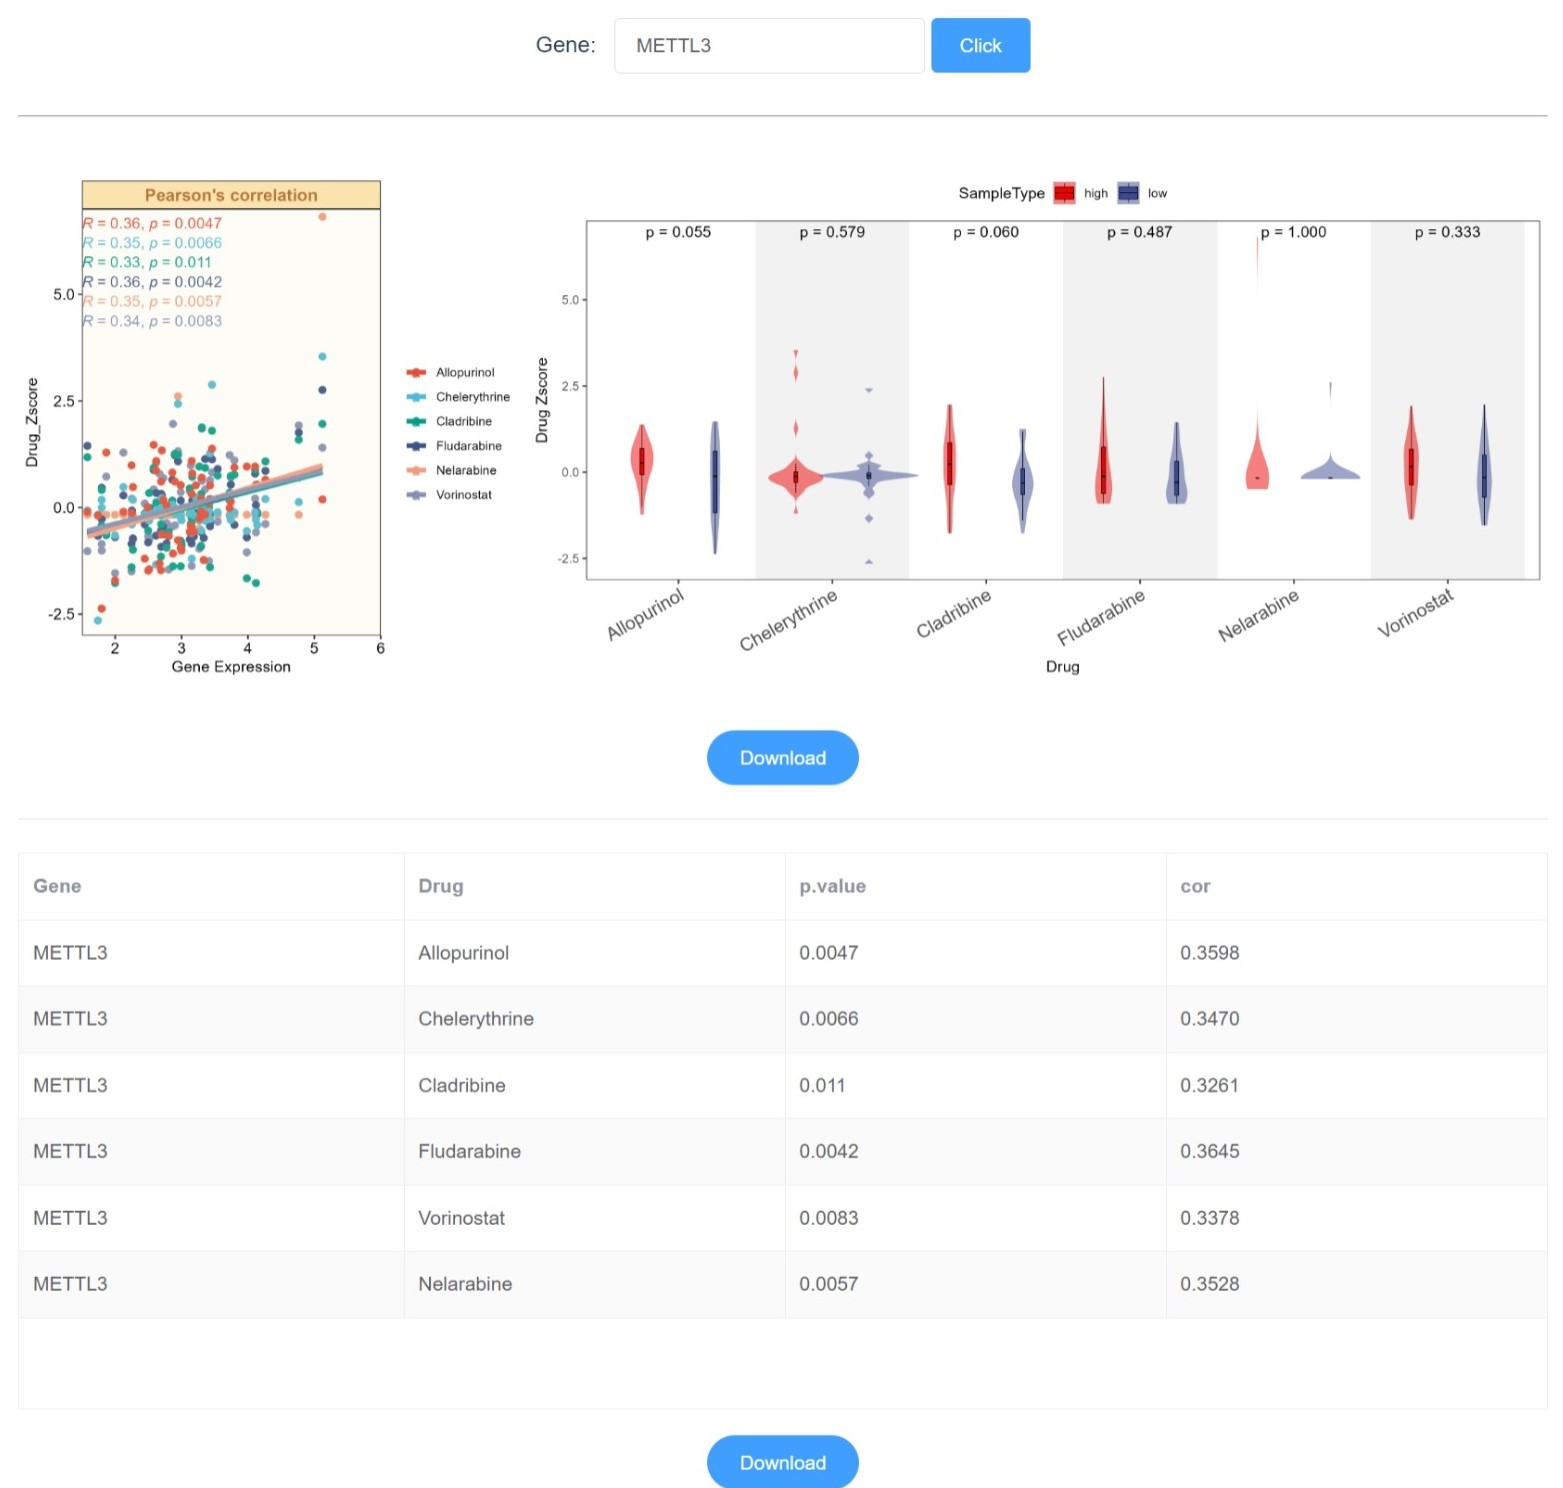 Gene: METTL3 Click
Pearson's correlation
R = 0.36, p = 0.0047
R = 0.35, p = 0.0066
R = 0.33, p = 0.011
R = 0.36, p = 0.0042
R = 0.35, p = 0.0057
R = 0.34, p = 0.0083
5.0
2.5
0.0
-2.5
Drug_Zscore
2 3 4 5 6
Gene Expression
Allopurinol
Chelerythrine
Cladribine
Fludarabine
Nelarabine
Vorinostat
SampleType high low
p = 0.055 p = 0.579 p = 0.060 p = 0.487 p = 1.000 p = 0.333
5.0
2.5
0.0
-2.5
Drug Zscore
Allopurinol Chelerythrine Cladribine Fludarabine Nelarabine Vorinostat
Drug
Download
Gene Drug p.value cor
METTL3 Allopurinol 0.0047 0.3598
METTL3 Chelerythrine 0.0066 0.3470
METTL3 Cladribine 0.011 0.3261
METTL3 Fludarabine 0.0042 0.3645
METTL3 Vorinostat 0.0083 0.3378
METTL3 Nelarabine 0.0057 0.3528
Download